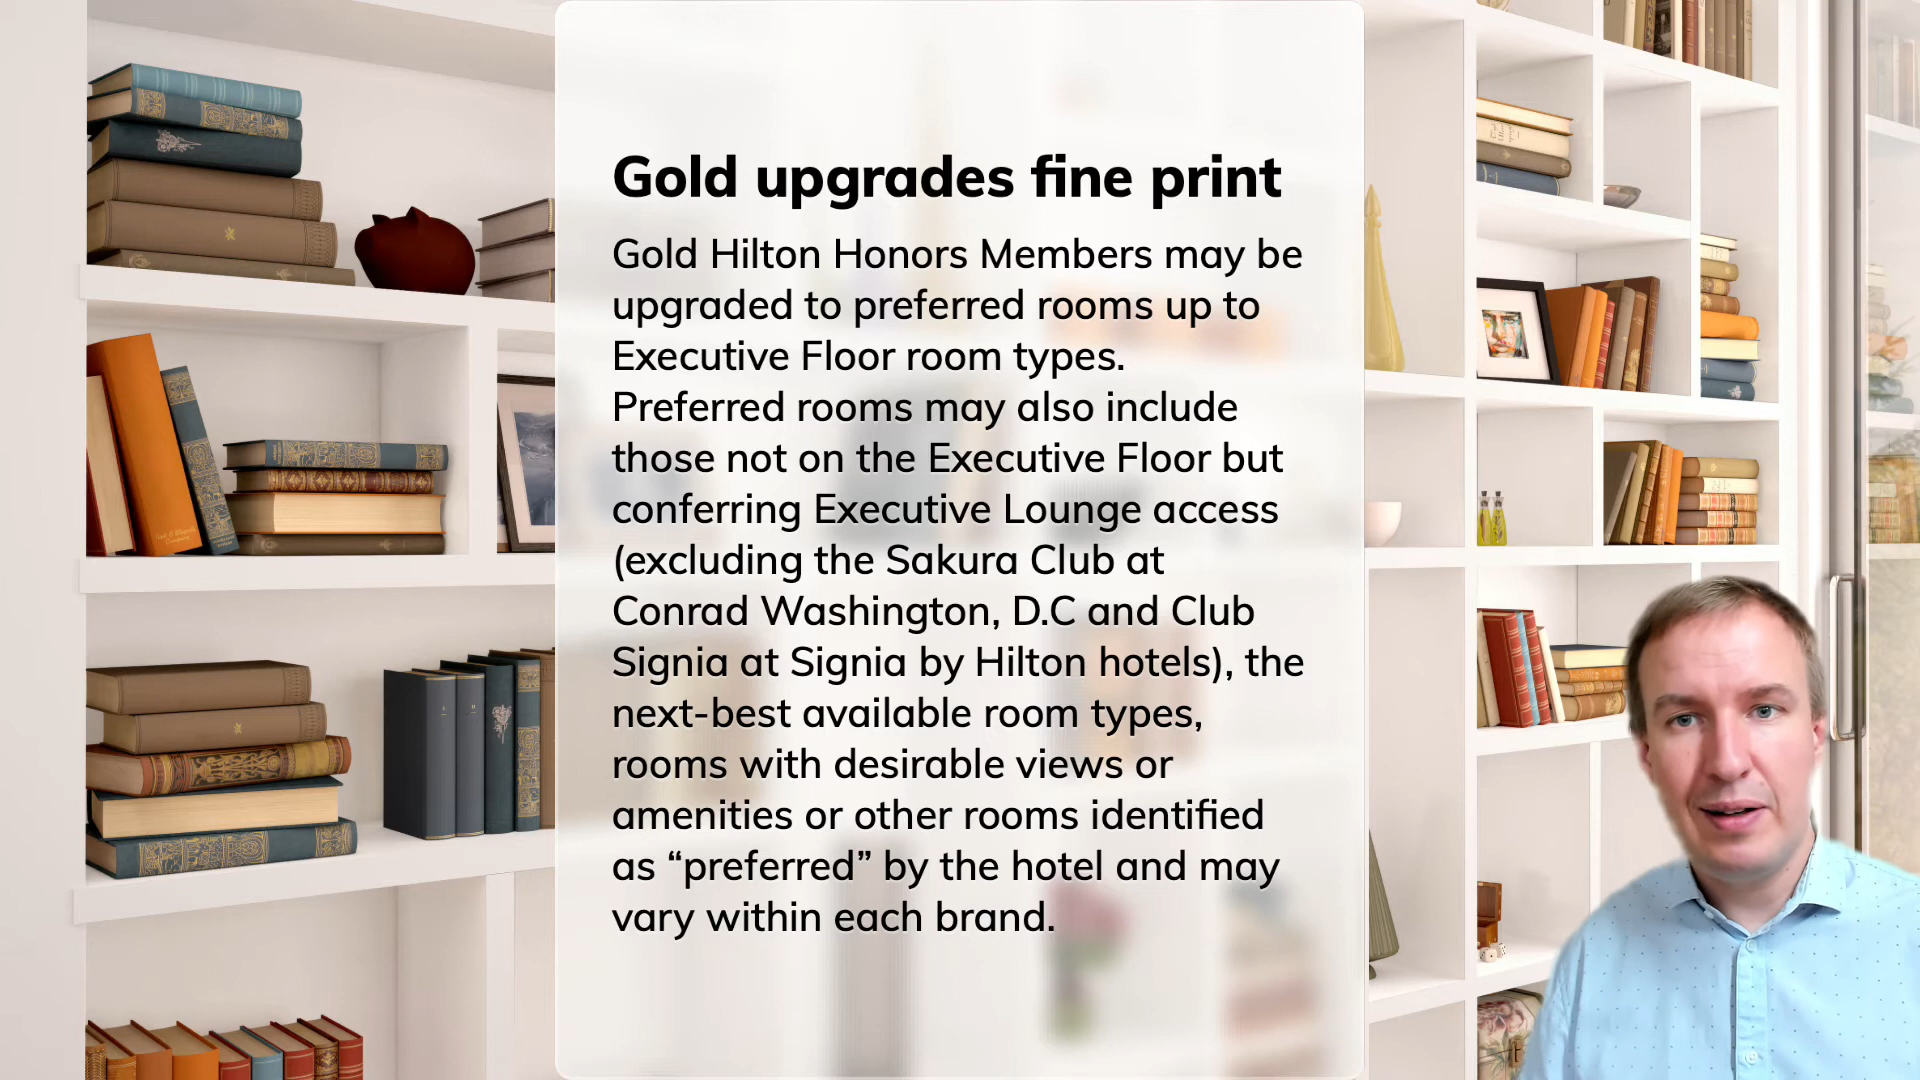 Gold upgrades fine print
Gold Hilton Honors Members may be
upgraded to preferred rooms up to
Executive Floor room types.
Preferred rooms may also include
those not on the Executive Floor but
conferring Executive Lounge access
(excluding the Sakura Club at
Conrad Washington, D.C and Club
Signia at Signia by Hilton hotels), the
next-best available room types,
rooms with desirable views or
amenities or other rooms identified
as “preferred” by the hotel and may
vary within each brand.